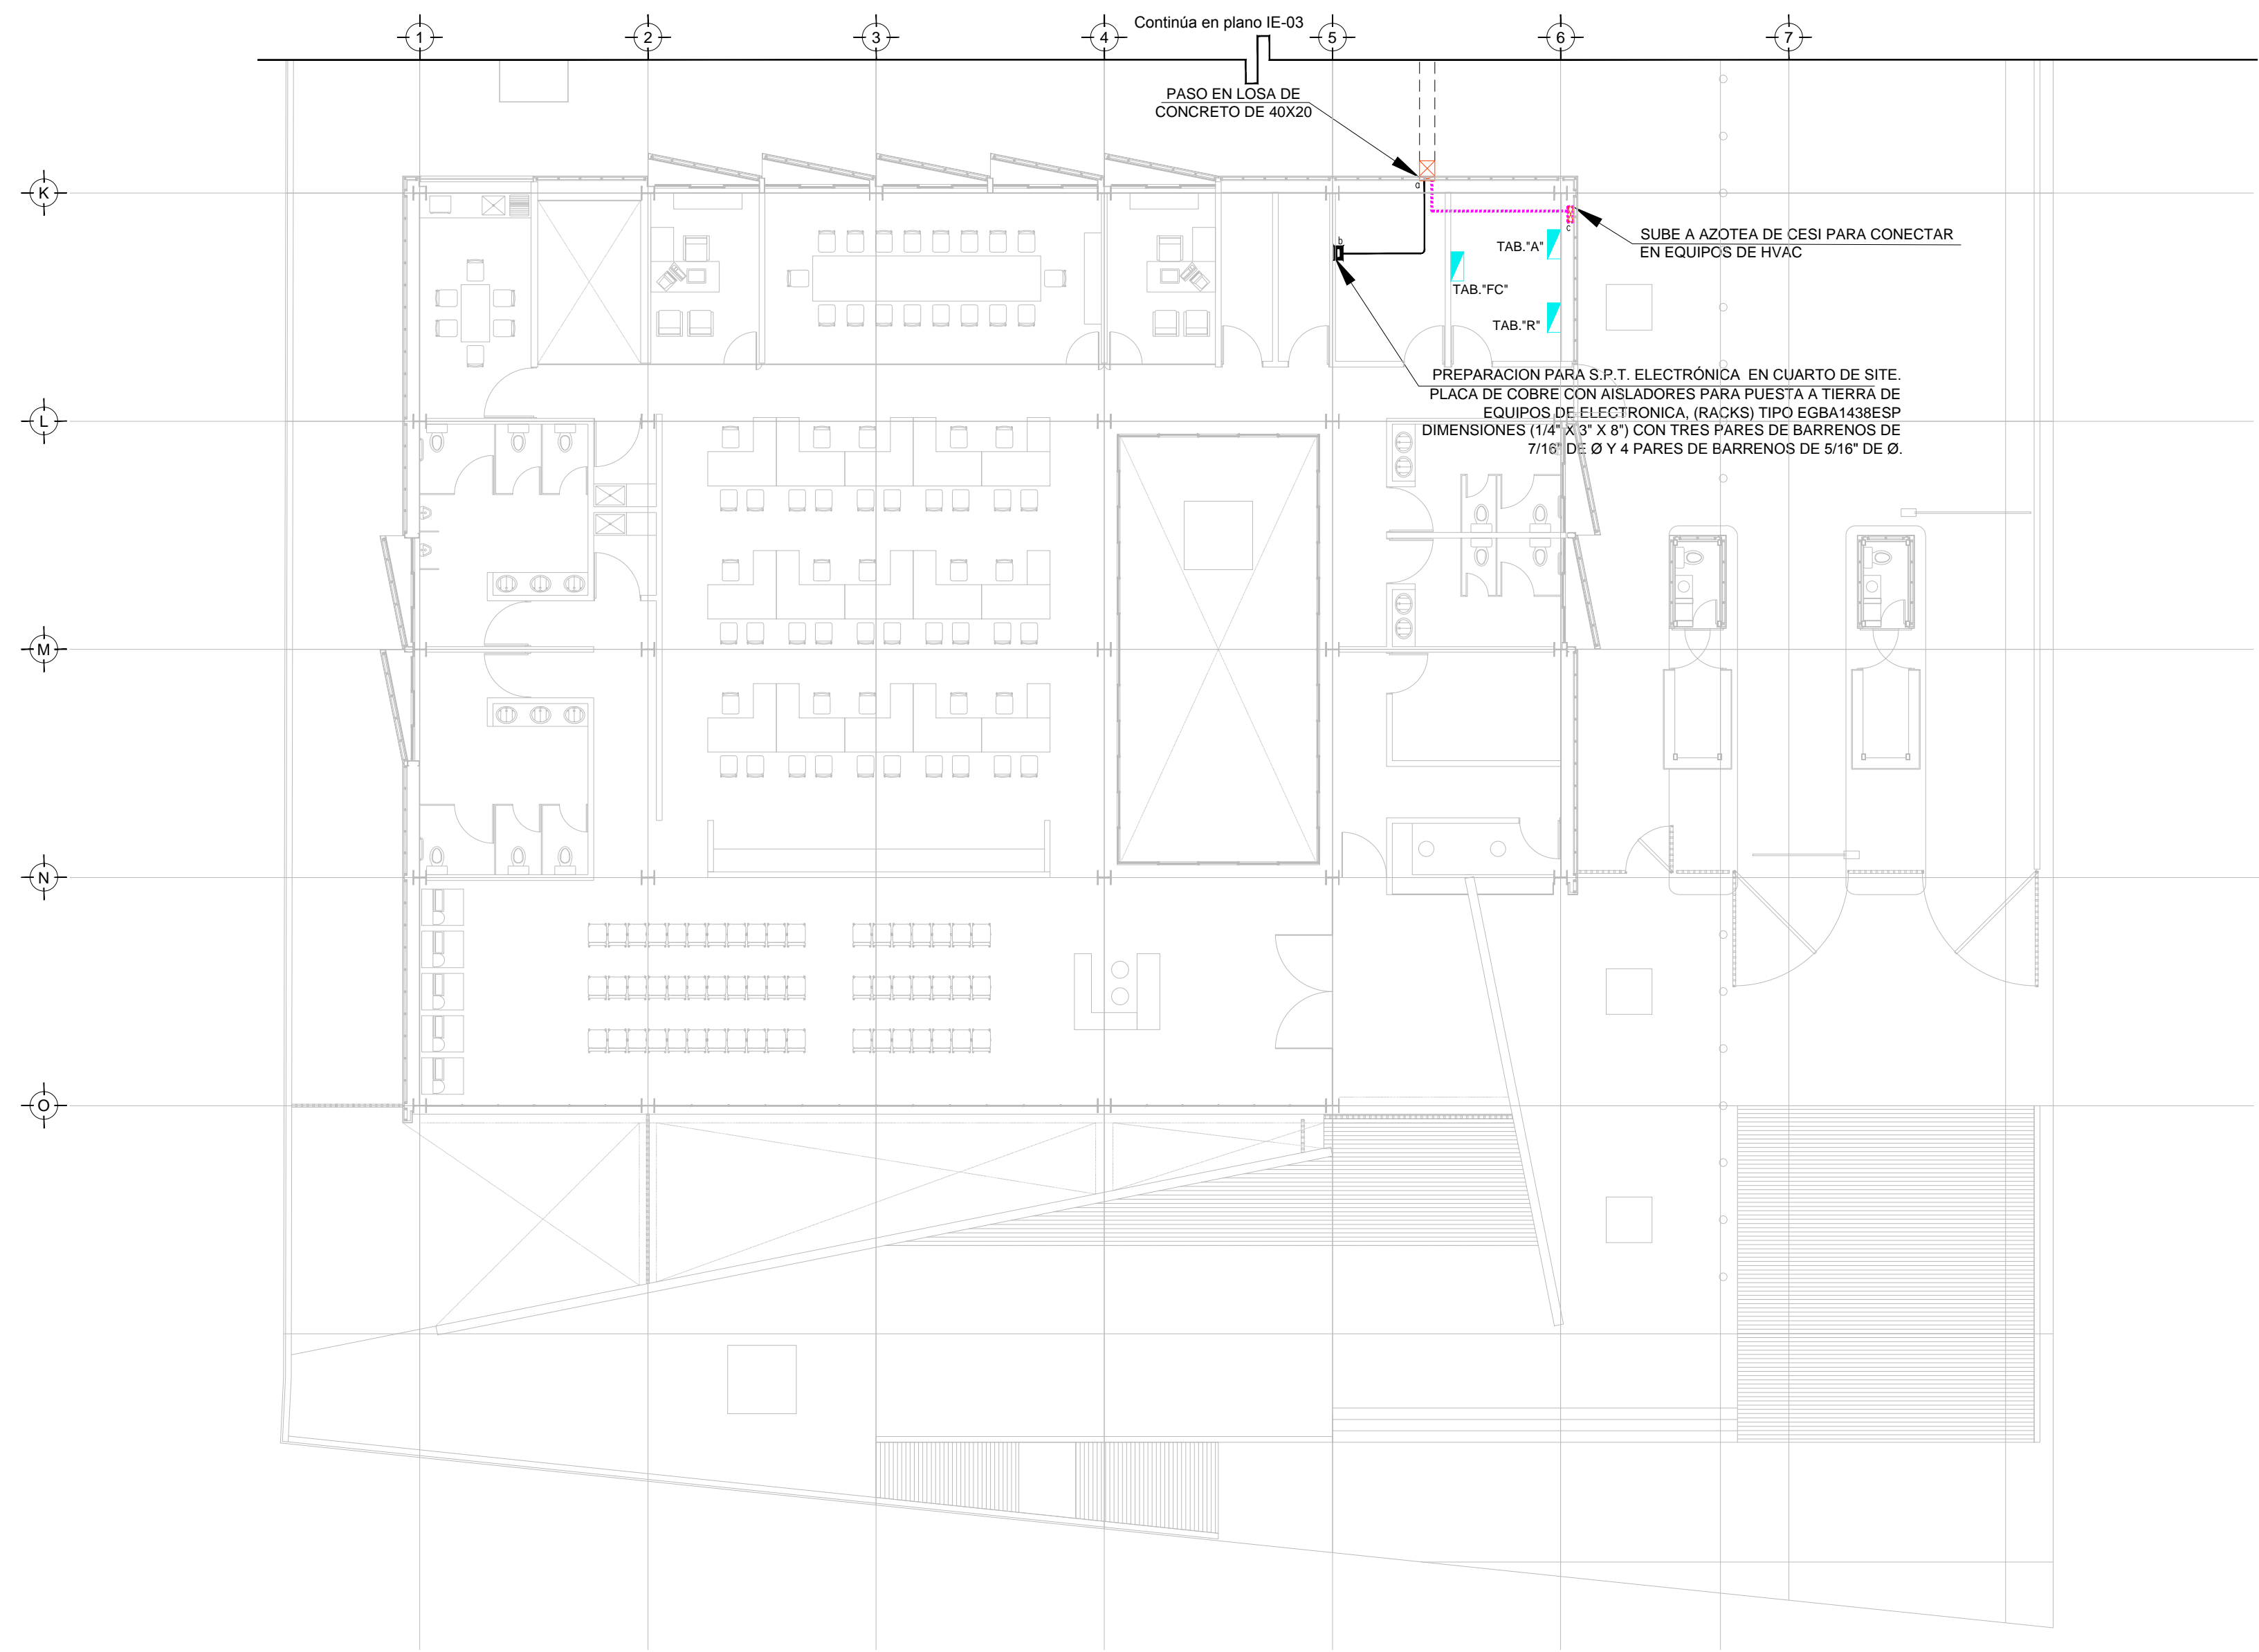 Continúa en plano IE-03
1
2
3
4
5
6
7
PASO EN LOSA DE
CONCRETO DE 40X20
K
a
b
c
TAB."A"
SUBE A AZOTEA DE CESI PARA CONECTAR
EN EQUIPOS DE HVAC
TAB."FC"
TAB."R"
PREPARACION PARA S.P.T. ELECTRÓNICA EN CUARTO DE SITE.
PLACA DE COBRE CON AISLADORES PARA PUESTA A TIERRA DE
EQUIPOS DE ELECTRONICA, (RACKS) TIPO EGBA1438ESP
DIMENSIONES (1/4" X 3" X 8") CON TRES PARES DE BARRENOS DE
7/16" DE Ø Y 4 PARES DE BARRENOS DE 5/16" DE Ø.
L
M
N
O